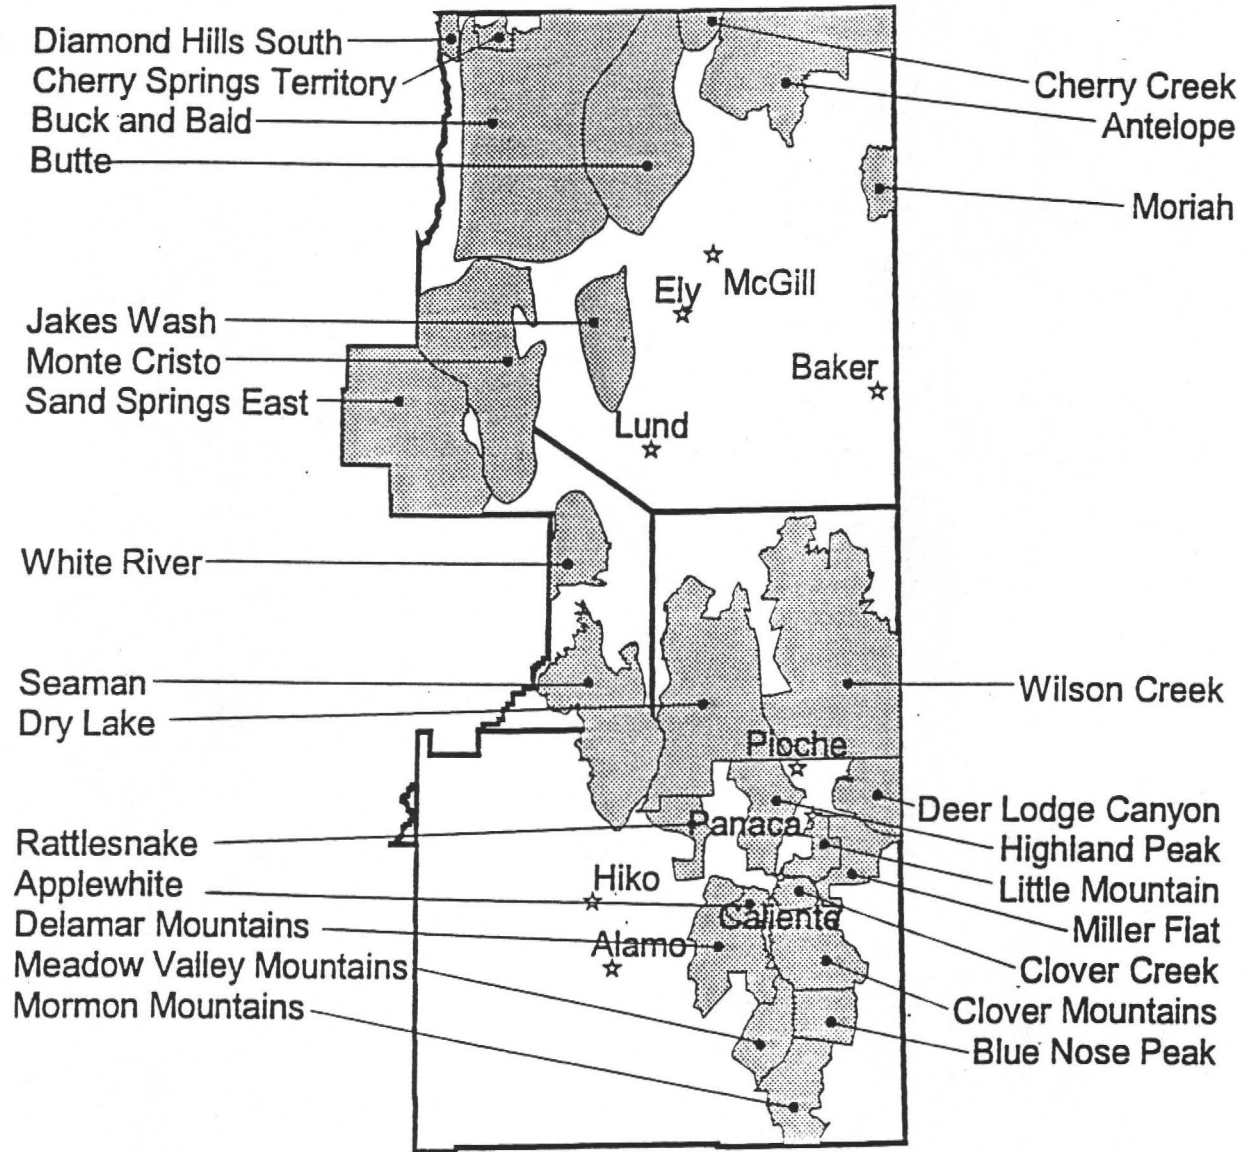 Diamond Hills South
Cherry Springs Territory
Buck and Bald
Butte
Cherry Creek
Antelope
Moriah
McGill
Ely
Jakes Wash
Monte Cristo
Sand Springs East
Baker
Lund
White River
Seaman
Dry Lake
Wilson Creek
Pioche
Deer Lodge Canyon
Panaca
Highland Peak
Rattlesnake
Applewhite
Hiko
Little Mountain
Delamar Mountains
Caliente
Miller Flat
Alamo
Meadow Valley Mountains
Clover Creek
Mormon Mountains
Clover Mountains
Blue Nose Peak